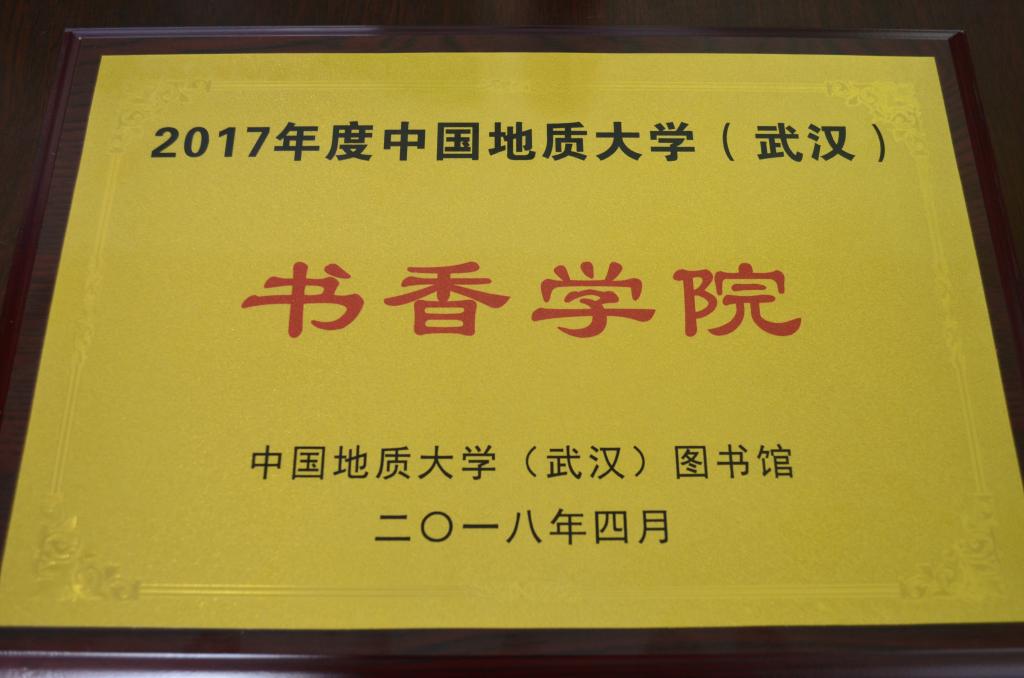 2017年度中国地质大学（武汉）
书香学院
中国地质大学（武汉）图书馆
二〇一八年四月